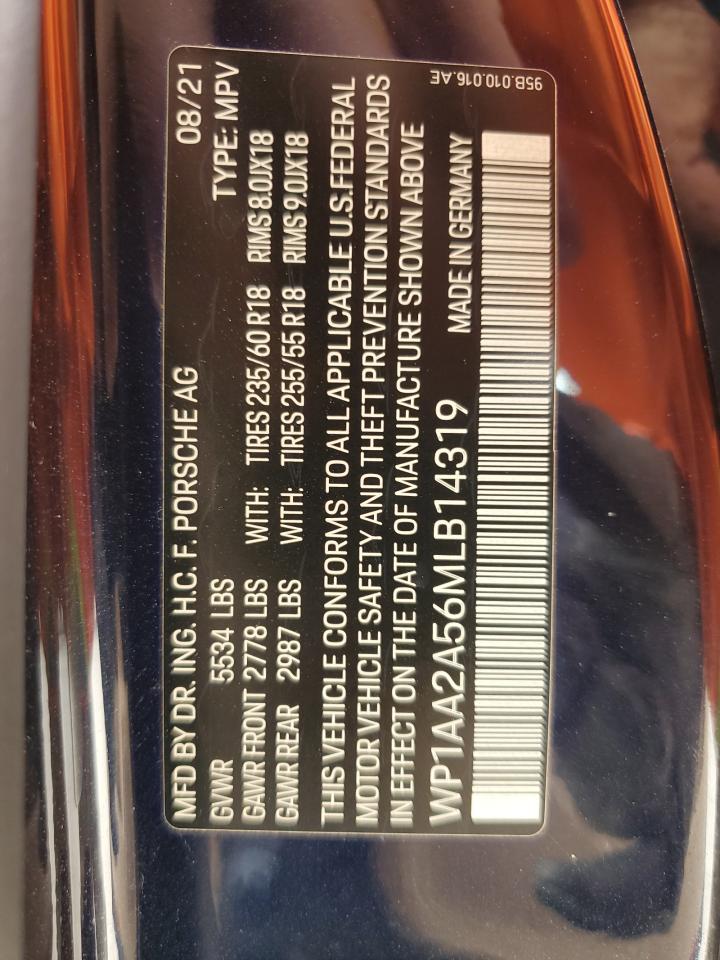 MFD BY DR. ING. H.C. F. PORSCHE AG 08/21
GVWR 5534 LBS TYPE: MPV
GAWR FRONT 2778 LBS WITH: TIRES 235/60 R18 RIMS 8.0JX18
GAWR REAR 2987 LBS WITH: TIRES 255/55 R18 RIMS 9.0JX18
THIS VEHICLE CONFORMS TO ALL APPLICABLE U.S. FEDERAL
MOTOR VEHICLE SAFETY AND THEFT PREVENTION STANDARDS
IN EFFECT ON THE DATE OF MANUFACTURE SHOWN ABOVE
WP1AA2A56MLB14319 MADE IN GERMANY
95B.010.016.AE